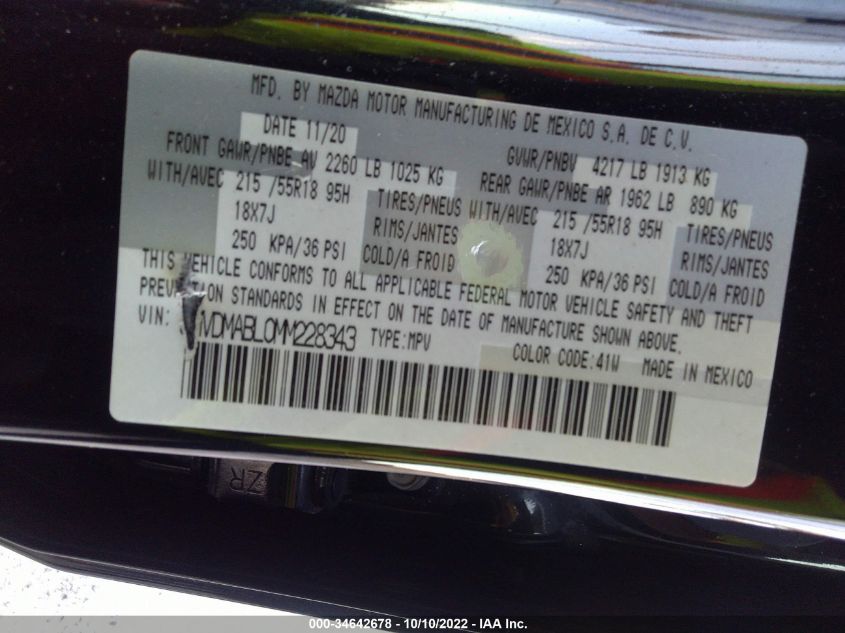 MFD. BY MAZDA MOTOR MANUFACTURING DE MEXICO S.A. DE C.V.
DATE 11/20 GVWR/PNBV 4217 LB 1913 KG
FRONT GAWR/PNBE AV 2260 LB 1025 KG REAR GAWR/PNBE AR 1962 LB 890 KG
WITH/AVEC 215 /55R18 95H TIRES/PNEUS WITH/AVEC 215 /55R18 95H TIRES/PNEUS
18X7J RIMS/JANTES 18X7J RIMS/JANTES
250 KPA/36 PSI COLD/A FROID 250 KPA/36 PSI COLD/A FROID
THIS VEHICLE CONFORMS TO ALL APPLICABLE FEDERAL MOTOR VEHICLE SAFETY AND THEFT
ON STANDARDS IN EFFECT ON THE DATE OF MANUFACTURE SHOWN ABOVE.
VIN: VDMABL0MM228343 TYPE:MPV COLOR CODE:41W MADE IN MEXICO
ZR
000-34642678 - 10/10/2022 - IAA Inc.